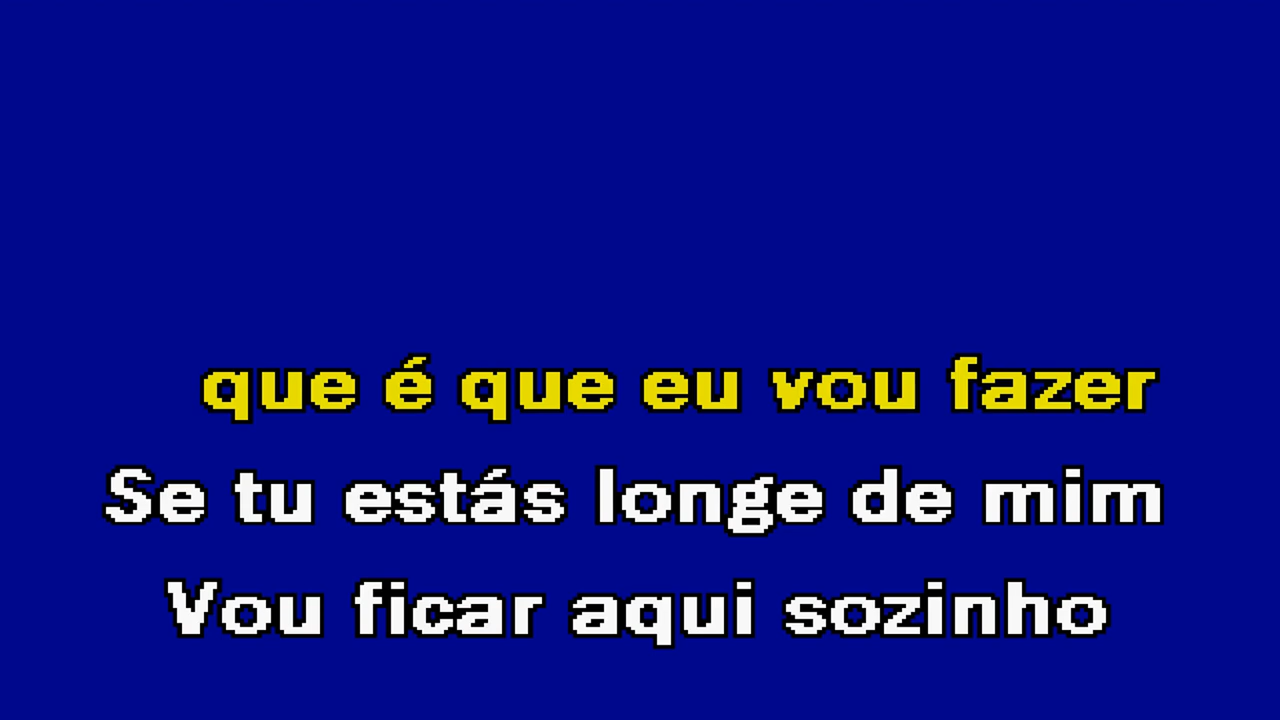 que é que eu vou fazer
Se tu estás longe de mim
Vou ficar aqui sozinho